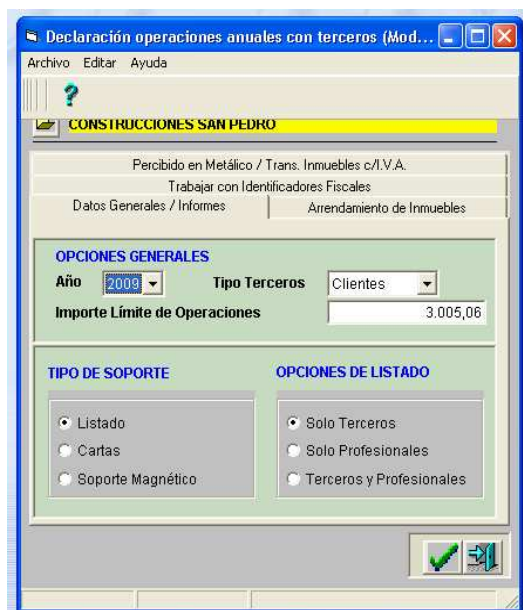 Declaración operaciones anuales con terceros (Mod...
Archivo Editar Ayuda
CONSTRUCCIONES SAN PEDRO
Percibido en Metálico / Trans. Inmuebles c/I.V.A.
Trabajar con Identificadores Fiscales
Datos Generales / Informes Arrendamiento de Inmuebles
OPCIONES GENERALES
Año 2009 Tipo Terceros Clientes
Importe Límite de Operaciones 3.005,06
TIPO DE SOPORTE OPCIONES DE LISTADO
Listado Solo Terceros
Cartas Solo Profesionales
Soporte Magnético Terceros y Profesionales